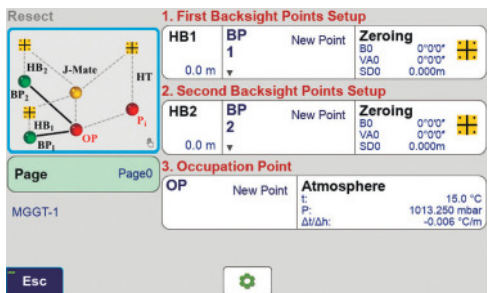 Resect
HB2 J-Mate
HT
BP2
HB1
OP
P1
BP1
Page Page0
MGGT-1
1. First Backsight Points Setup
HB1 BP 1 New Point
0.0 m
Zeroing
B0 0°0'0"
VA0 0°0'0"
SD0 0.000m
2. Second Backsight Points Setup
HB2 BP 2 New Point
0.0 m
Zeroing
B0 0°0'0"
VA0 0°0'0"
SD0 0.000m
3. Occupation Point
OP New Point
Atmosphere
t: 15.0 °C
P: 1013.250 mbar
Δt/Δh: -0.006 °C/m
Esc